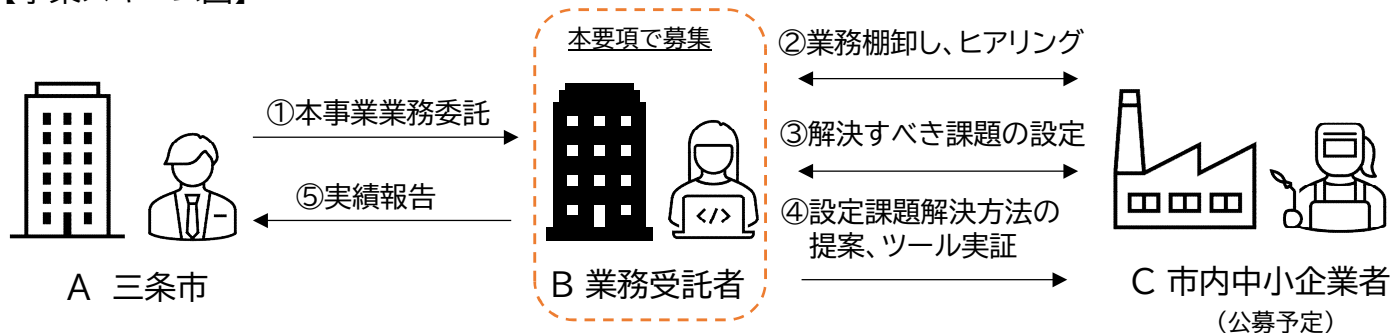 本要項で募集
②業務棚卸し、ヒアリング
①本事業業務委託
③解決すべき課題の設定
⑤実績報告
④設定課題解決方法の
提案、ツール実証
</>
A 三条市
B 業務受託者
C 市内中小企業者
（公募予定）